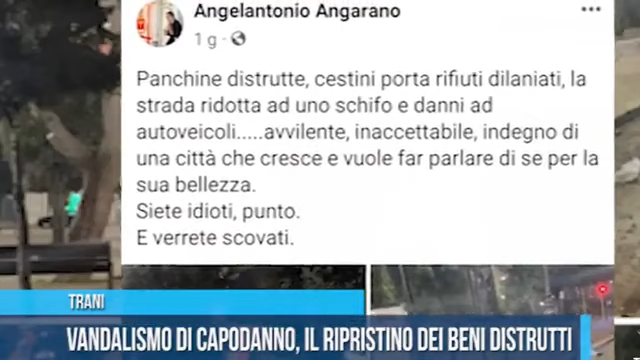 Angelantonio Angarano
1 g
Panchine distrutte, cestini porta rifiuti dilaniati, la
strada ridotta ad uno schifo e danni ad
autoveicoli.....avvilente, inaccettabile, indegno di
una città che cresce e vuole far parlare di se per la
sua bellezza.
Siete idioti, punto.
E verrete scovati.
TRANI
VANDALISMO DI CAPODANNO, IL RIPRISTINO DEI BENI DISTRUTTI